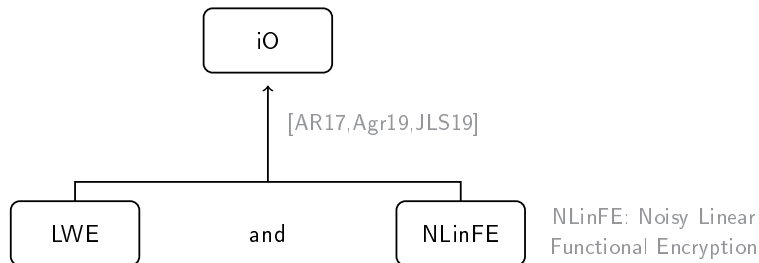 iO
[AR17,Agr19,JLS19]
LWE and NLinFE
NLinFE: Noisy Linear
Functional Encryption